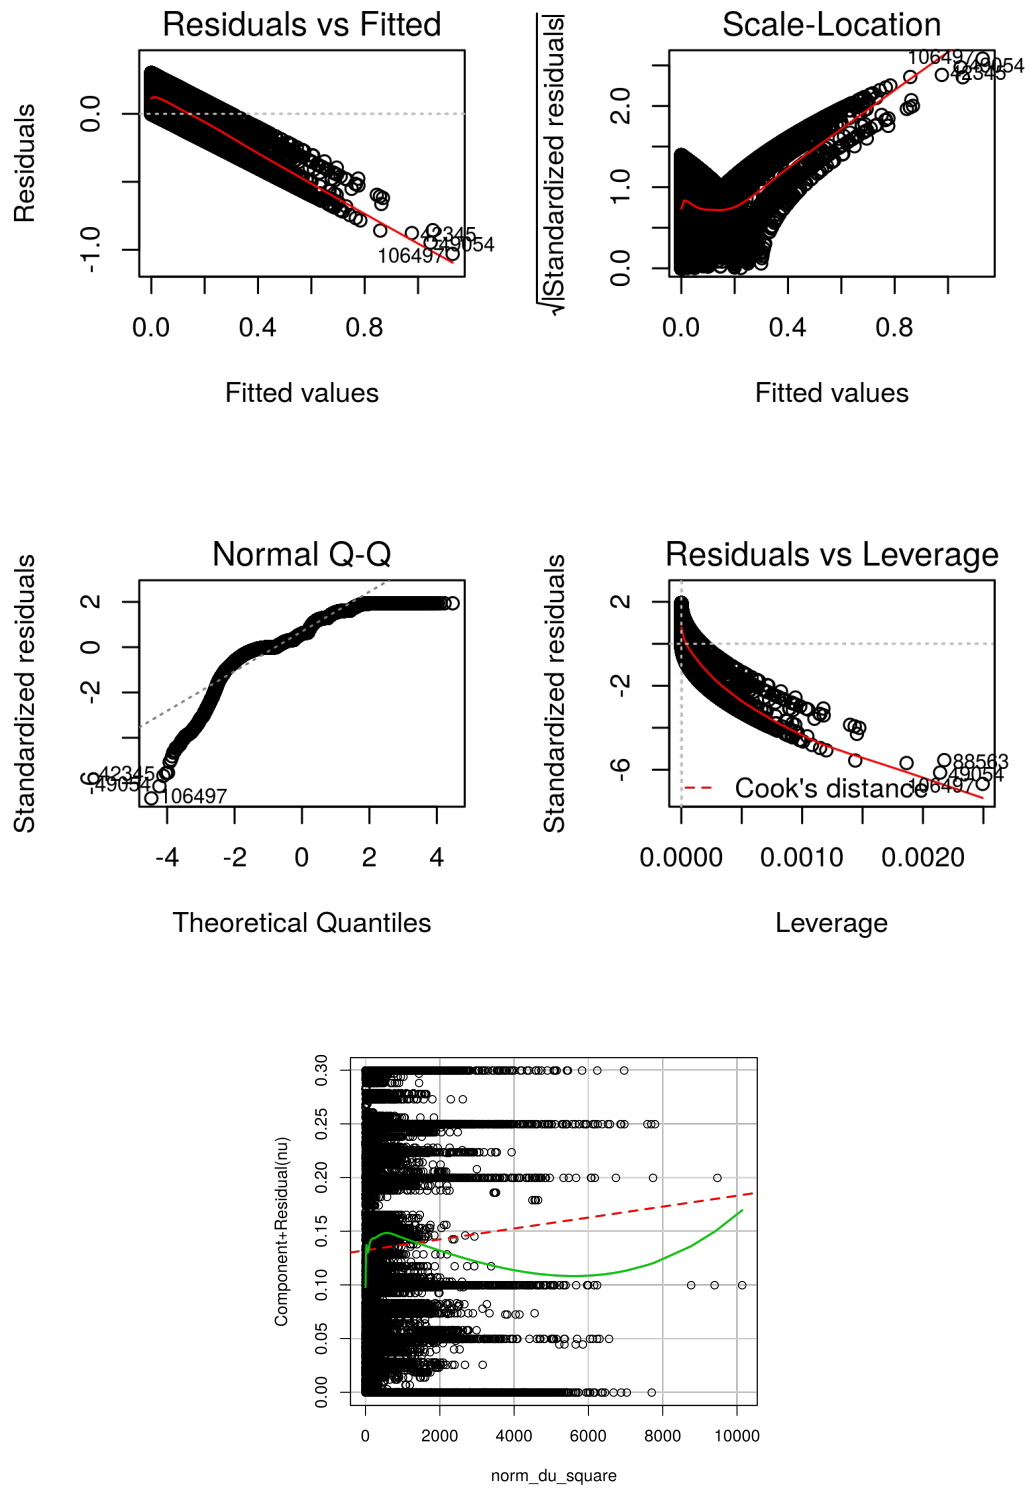 Residuals vs Fitted
Residuals
0.0
-1.0
42345
49054
106497
0.0 0.4 0.8
Fitted values
Scale-Location
√|Standardized residuals|
2.0
1.0
0.0
106497
49054
42345
0.0 0.4 0.8
Fitted values
Normal Q-Q
Standardized residuals
2
0
-2
-6
42345
49054
106497
-4 -2 0 2 4
Theoretical Quantiles
Residuals vs Leverage
Standardized residuals
2
-2
-6
88563
49054
106497
Cook's distance
0.0000 0.0010 0.0020
Leverage
Component+Residual(nu)
0.30
0.25
0.20
0.15
0.10
0.05
0.00
0 2000 4000 6000 8000 10000
norm_du_square